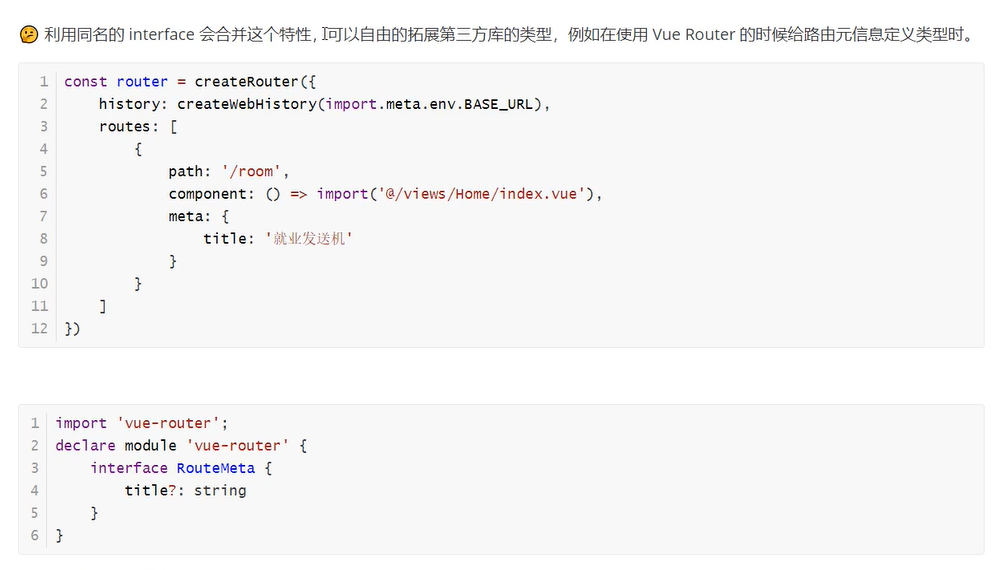 🤔 利用同名的 interface 会合并这个特性，可以自由的拓展第三方库的类型，例如在使用 Vue Router 的时候给路由元信息定义类型时。
1 const router = createRouter({
2     history: createWebHistory(import.meta.env.BASE_URL),
3     routes: [
4         {
5             path: '/room',
6             component: () => import('@/views/Home/index.vue'),
7             meta: {
8                 title: '就业发送机'
9             }
10         }
11     ]
12 })
1 import 'vue-router';
2 declare module 'vue-router' {
3     interface RouteMeta {
4         title?: string
5     }
6 }